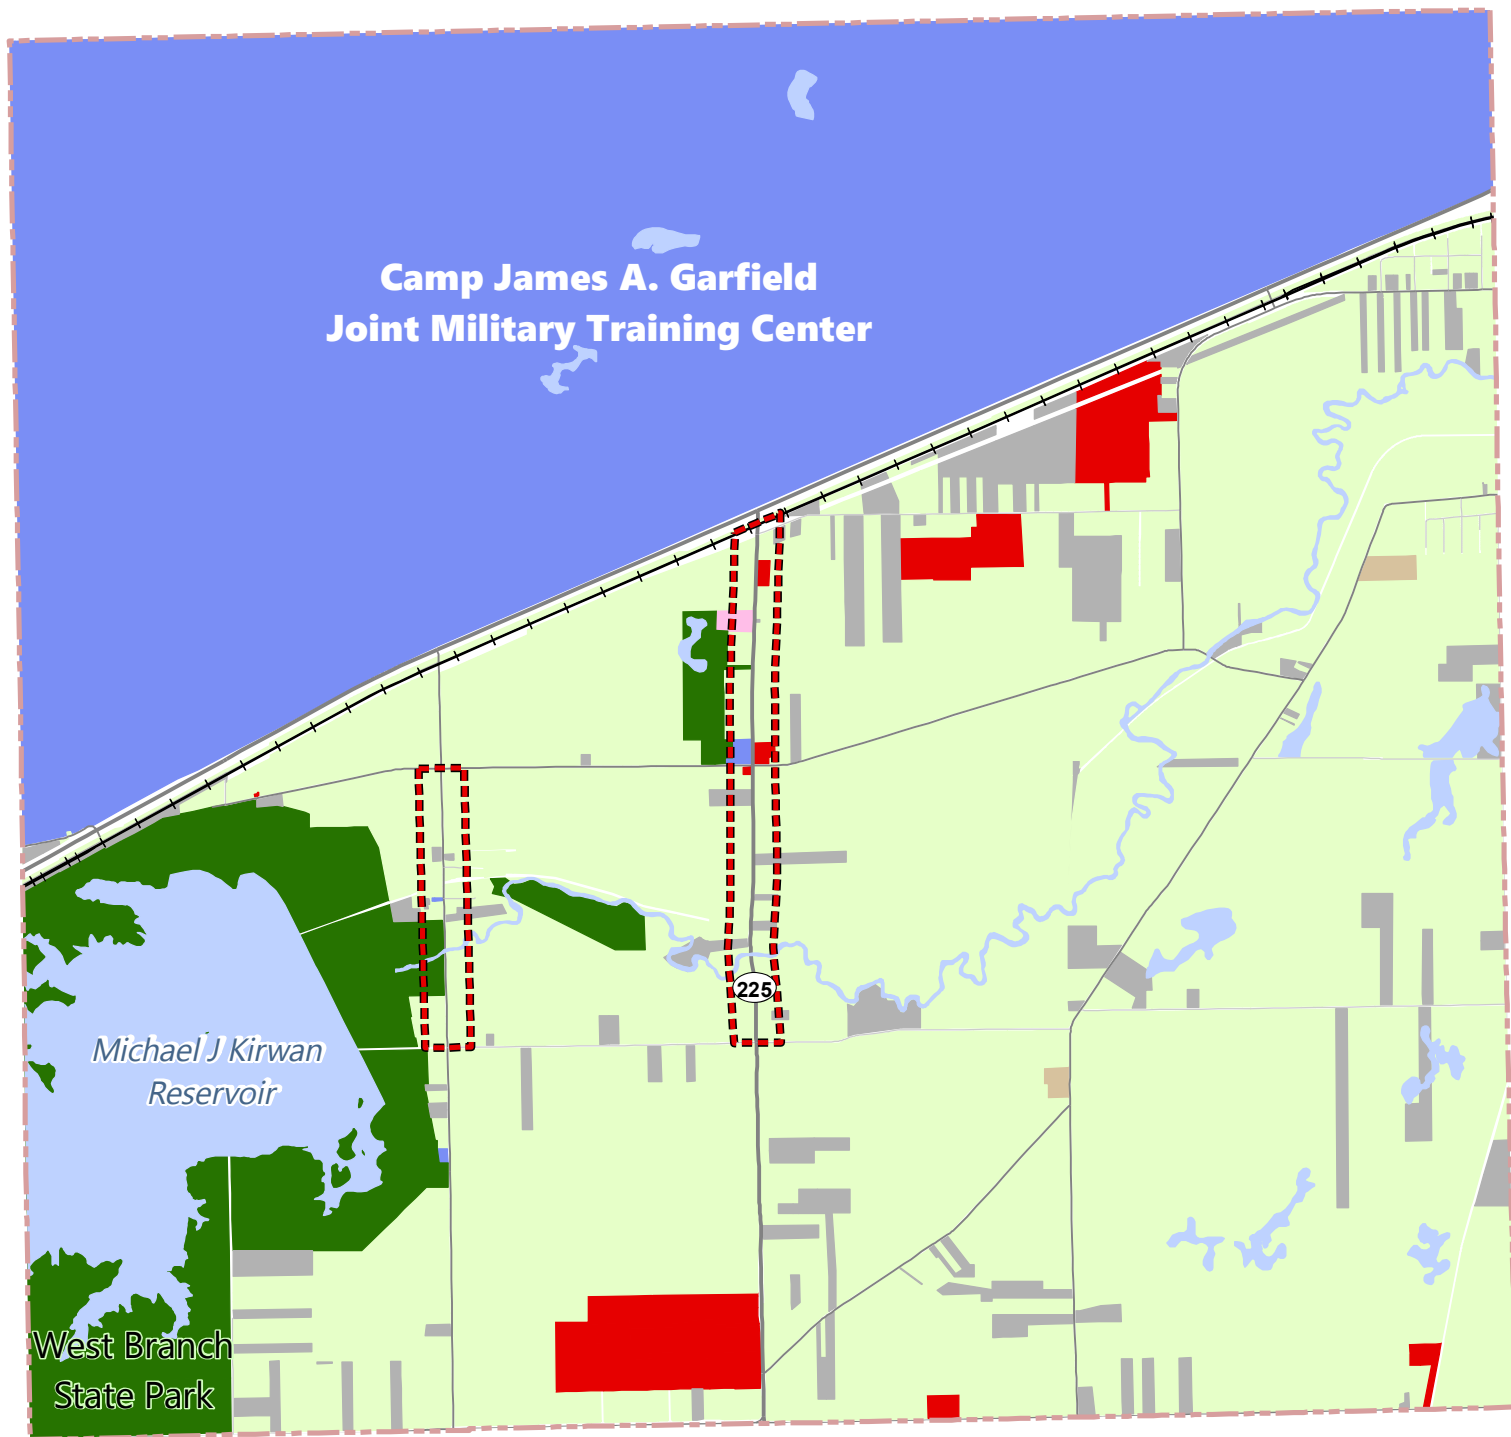 Camp James A. Garfield
Joint Military Training Center
225
Michael J Kirwan
Reservoir
West Branch
State Park